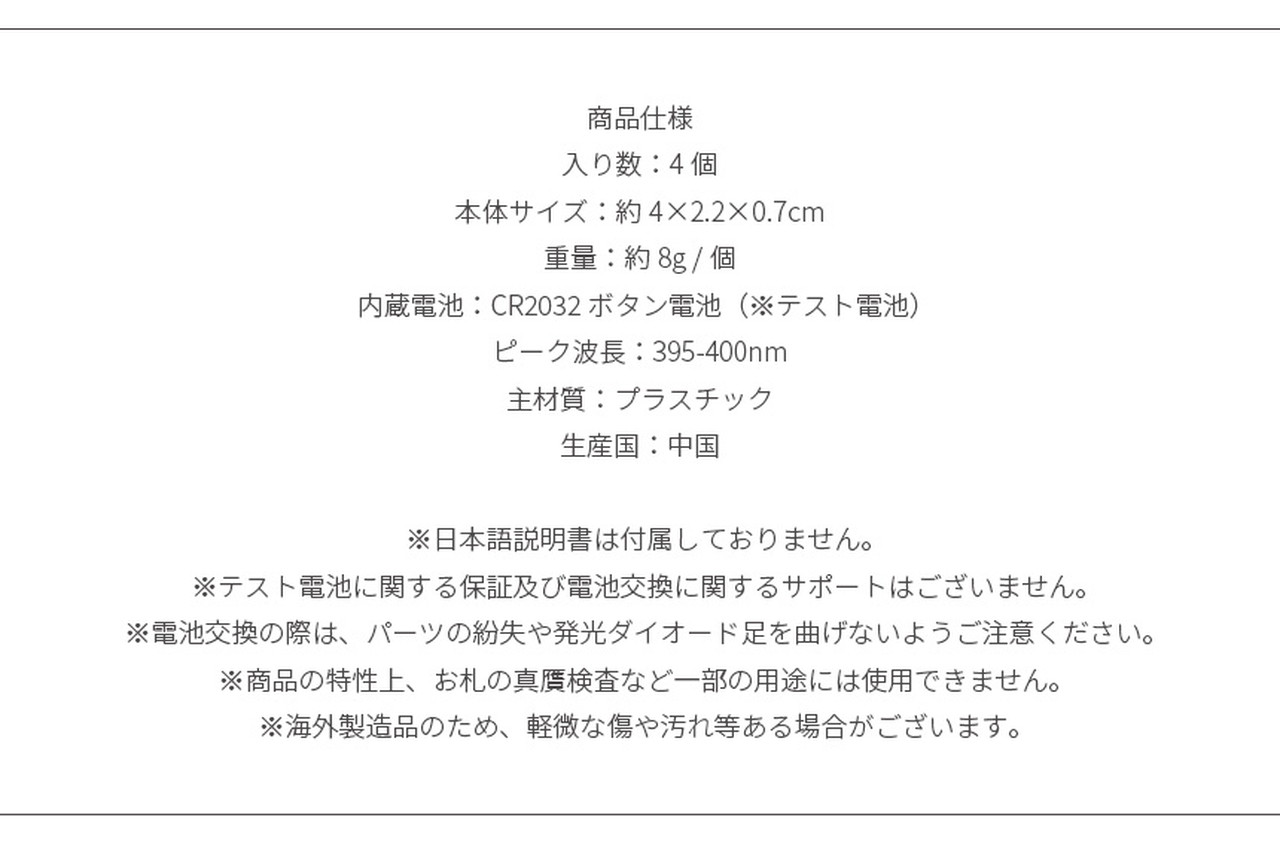 商品仕様
入り数：4 個
本体サイズ：約 4×2.2×0.7cm
重量：約 8g / 個
内蔵電池：CR2032 ボタン電池（※テスト電池）
ピーク波長：395-400nm
主材質：プラスチック
生産国：中国
※日本語説明書は付属しておりません。
※テスト電池に関する保証及び電池交換に関するサポートはございません。
※電池交換の際は、パーツの紛失や発光ダイオード足を曲げないようご注意ください。
※商品の特性上、お札の真贋検査など一部の用途には使用できません。
※海外製造品のため、軽微な傷や汚れ等ある場合がございます。